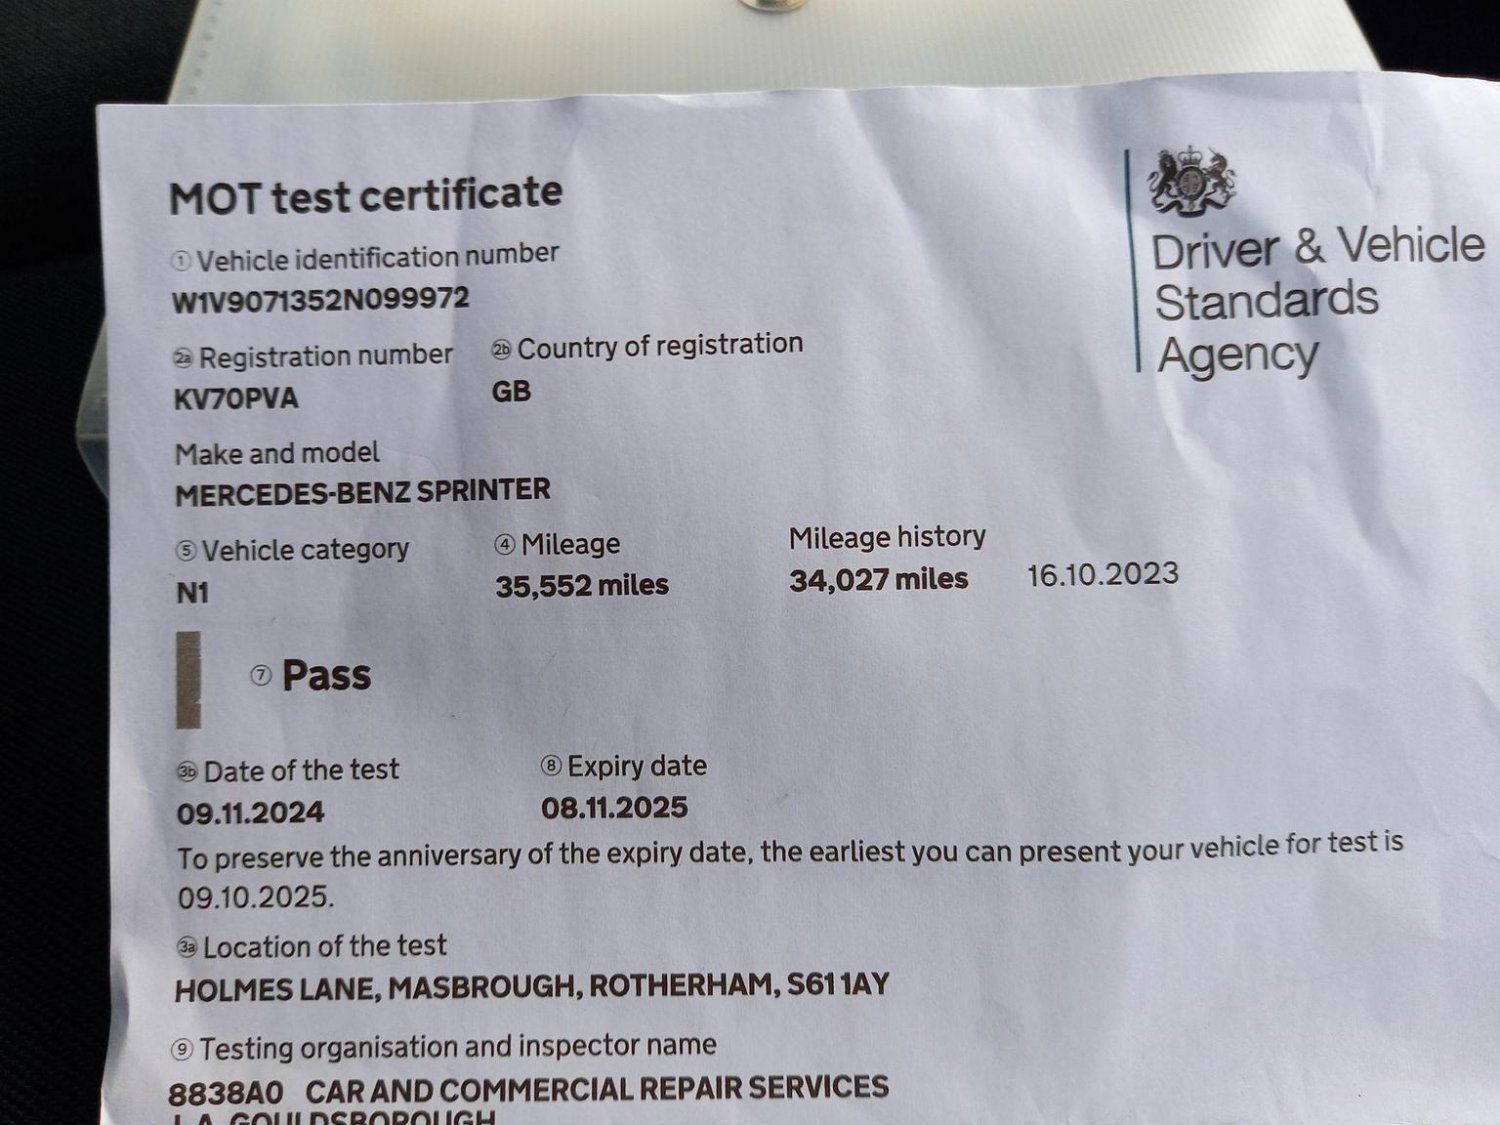 MOT test certificate
Driver & Vehicle
Standards
Agency
1 Vehicle identification number
W1V9071352N099972
2a Registration number 2b Country of registration
KV70PVA GB
Make and model
MERCEDES-BENZ SPRINTER
5 Vehicle category 4 Mileage Mileage history
N1 35,552 miles 34,027 miles 16.10.2023
7 Pass
3b Date of the test 8 Expiry date
09.11.2024 08.11.2025
To preserve the anniversary of the expiry date, the earliest you can present your vehicle for test is
09.10.2025.
3a Location of the test
HOLMES LANE, MASBROUGH, ROTHERHAM, S61 1AY
9 Testing organisation and inspector name
8838A0 CAR AND COMMERCIAL REPAIR SERVICES
L.A. GOULDSBOROUGH